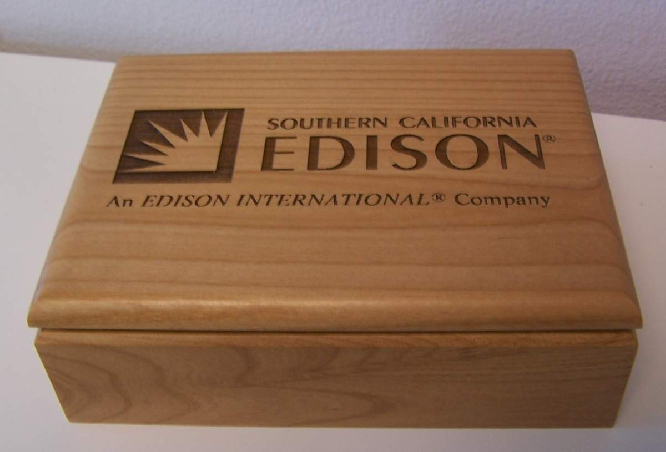 SOUTHERN CALIFORNIA
EDISON®
An EDISON INTERNATIONAL® Company